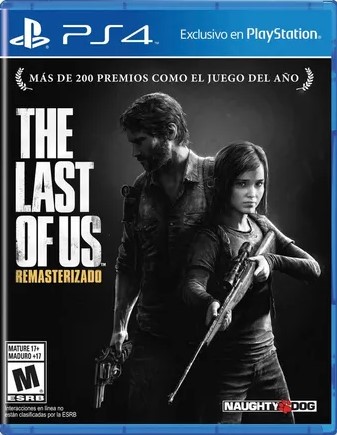 PS4
Exclusivo en PlayStation®
MÁS DE 200 PREMIOS COMO EL JUEGO DEL AÑO
THE
LAST
OF US
™
REMASTERIZADO
MATURE 17+
MADURO +17
M
ESRB
Interacciones en línea no
están clasificadas por la ESRB
NAUGHTY DOG